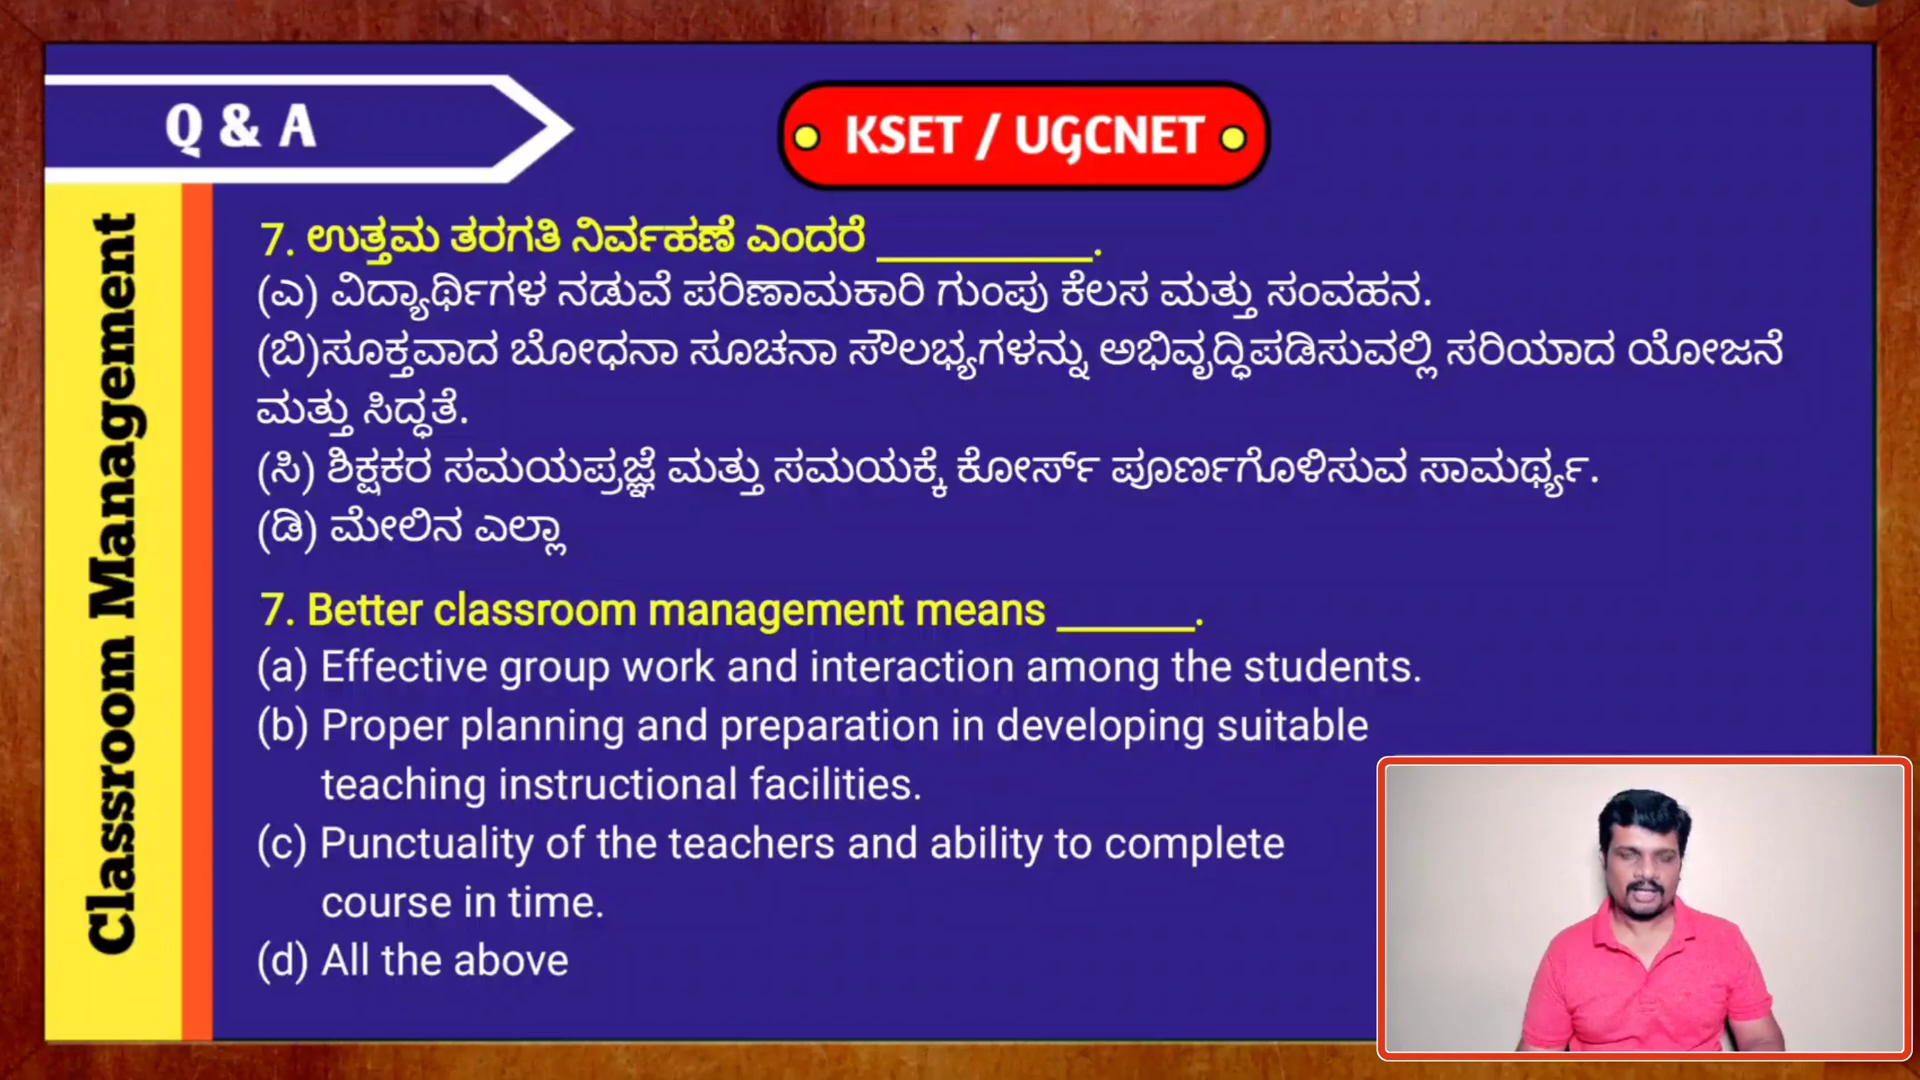 Q & A
KSET / UGCNET
Classroom Management
7. ಉತ್ತಮ ತರಗತಿ ನಿರ್ವಹಣೆ ಎಂದರೆ __________.
(ಎ) ವಿದ್ಯಾರ್ಥಿಗಳ ನಡುವೆ ಪರಿಣಾಮಕಾರಿ ಗುಂಪು ಕೆಲಸ ಮತ್ತು ಸಂವಹನ.
(ಬಿ)ಸೂಕ್ತವಾದ ಬೋಧನಾ ಸೂಚನಾ ಸೌಲಭ್ಯಗಳನ್ನು ಅಭಿವೃದ್ಧಿಪಡಿಸುವಲ್ಲಿ ಸರಿಯಾದ ಯೋಜನೆ
ಮತ್ತು ಸಿದ್ಧತೆ.
(ಸಿ) ಶಿಕ್ಷಕರ ಸಮಯಪ್ರಜ್ಞೆ ಮತ್ತು ಸಮಯಕ್ಕೆ ಕೋರ್ಸ್ ಪೂರ್ಣಗೊಳಿಸುವ ಸಾಮರ್ಥ್ಯ.
(ಡಿ) ಮೇಲಿನ ಎಲ್ಲಾ
7. Better classroom management means ______.
(a) Effective group work and interaction among the students.
(b) Proper planning and preparation in developing suitable
teaching instructional facilities.
(c) Punctuality of the teachers and ability to complete
course in time.
(d) All the above